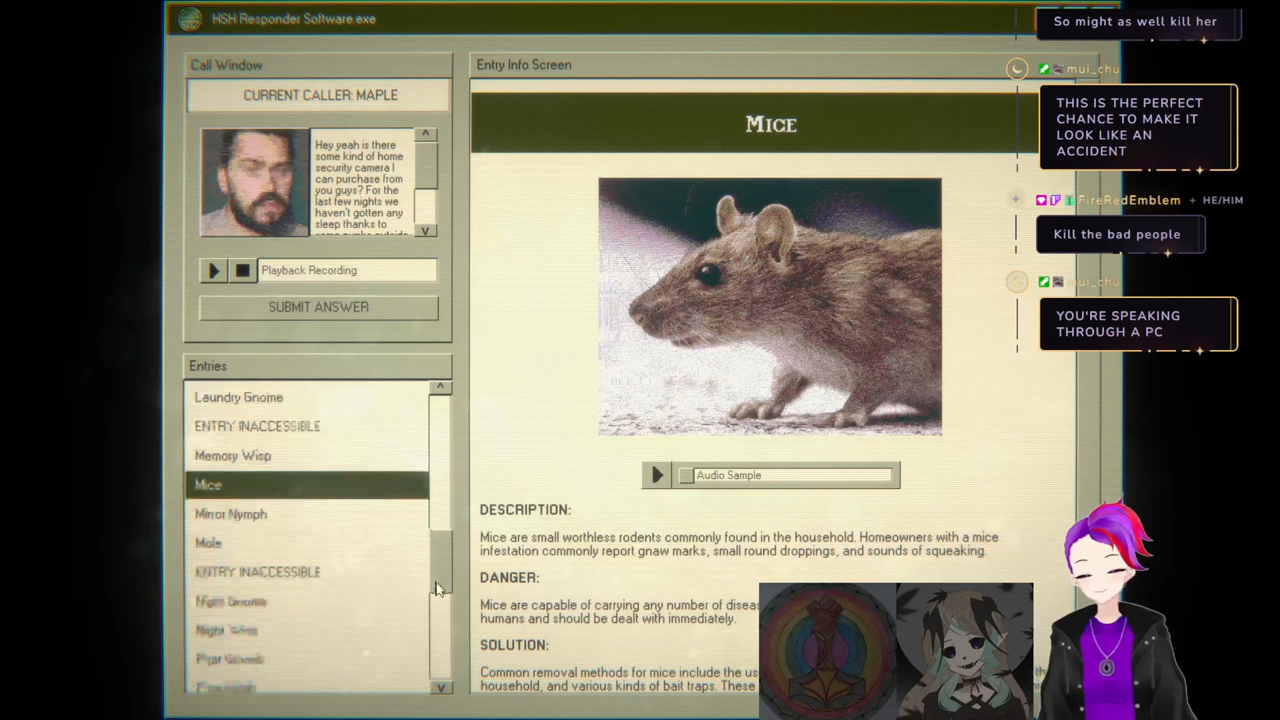 HSH Responder Software.exe
Call Window
CURRENT CALLER: MAPLE
Hey yeah is there
some kind of home
security camera I
can purchase from
you guys? For the
last few nights we
haven't gotten any
sleep thanks to
Playback Recording
SUBMIT ANSWER
Entries
Laundry Gnome
ENTRY INACCESSIBLE
Memory Wisp
Mice
Mirror Nymph
Mole
ENTRY INACCESSIBLE
Night Gnome
Entry Info Screen
MICE
Audio Sample
DESCRIPTION:
Mice are small worthless rodents commonly found in the household. Homeowners with a mice
infestation commonly report gnaw marks, small round droppings, and sounds of squeaking.
DANGER:
Mice are capable of carrying any number of
humans and should be dealt with immediately.
SOLUTION:
Common removal methods for mice include the
household, and various kinds of bait traps. These
So might as well kill her
mui_chu
THIS IS THE PERFECT
CHANCE TO MAKE IT
LOOK LIKE AN
ACCIDENT
FireRedEmblem HE/HIM
Kill the bad people
mui_chu
YOU'RE SPEAKING
THROUGH A PC